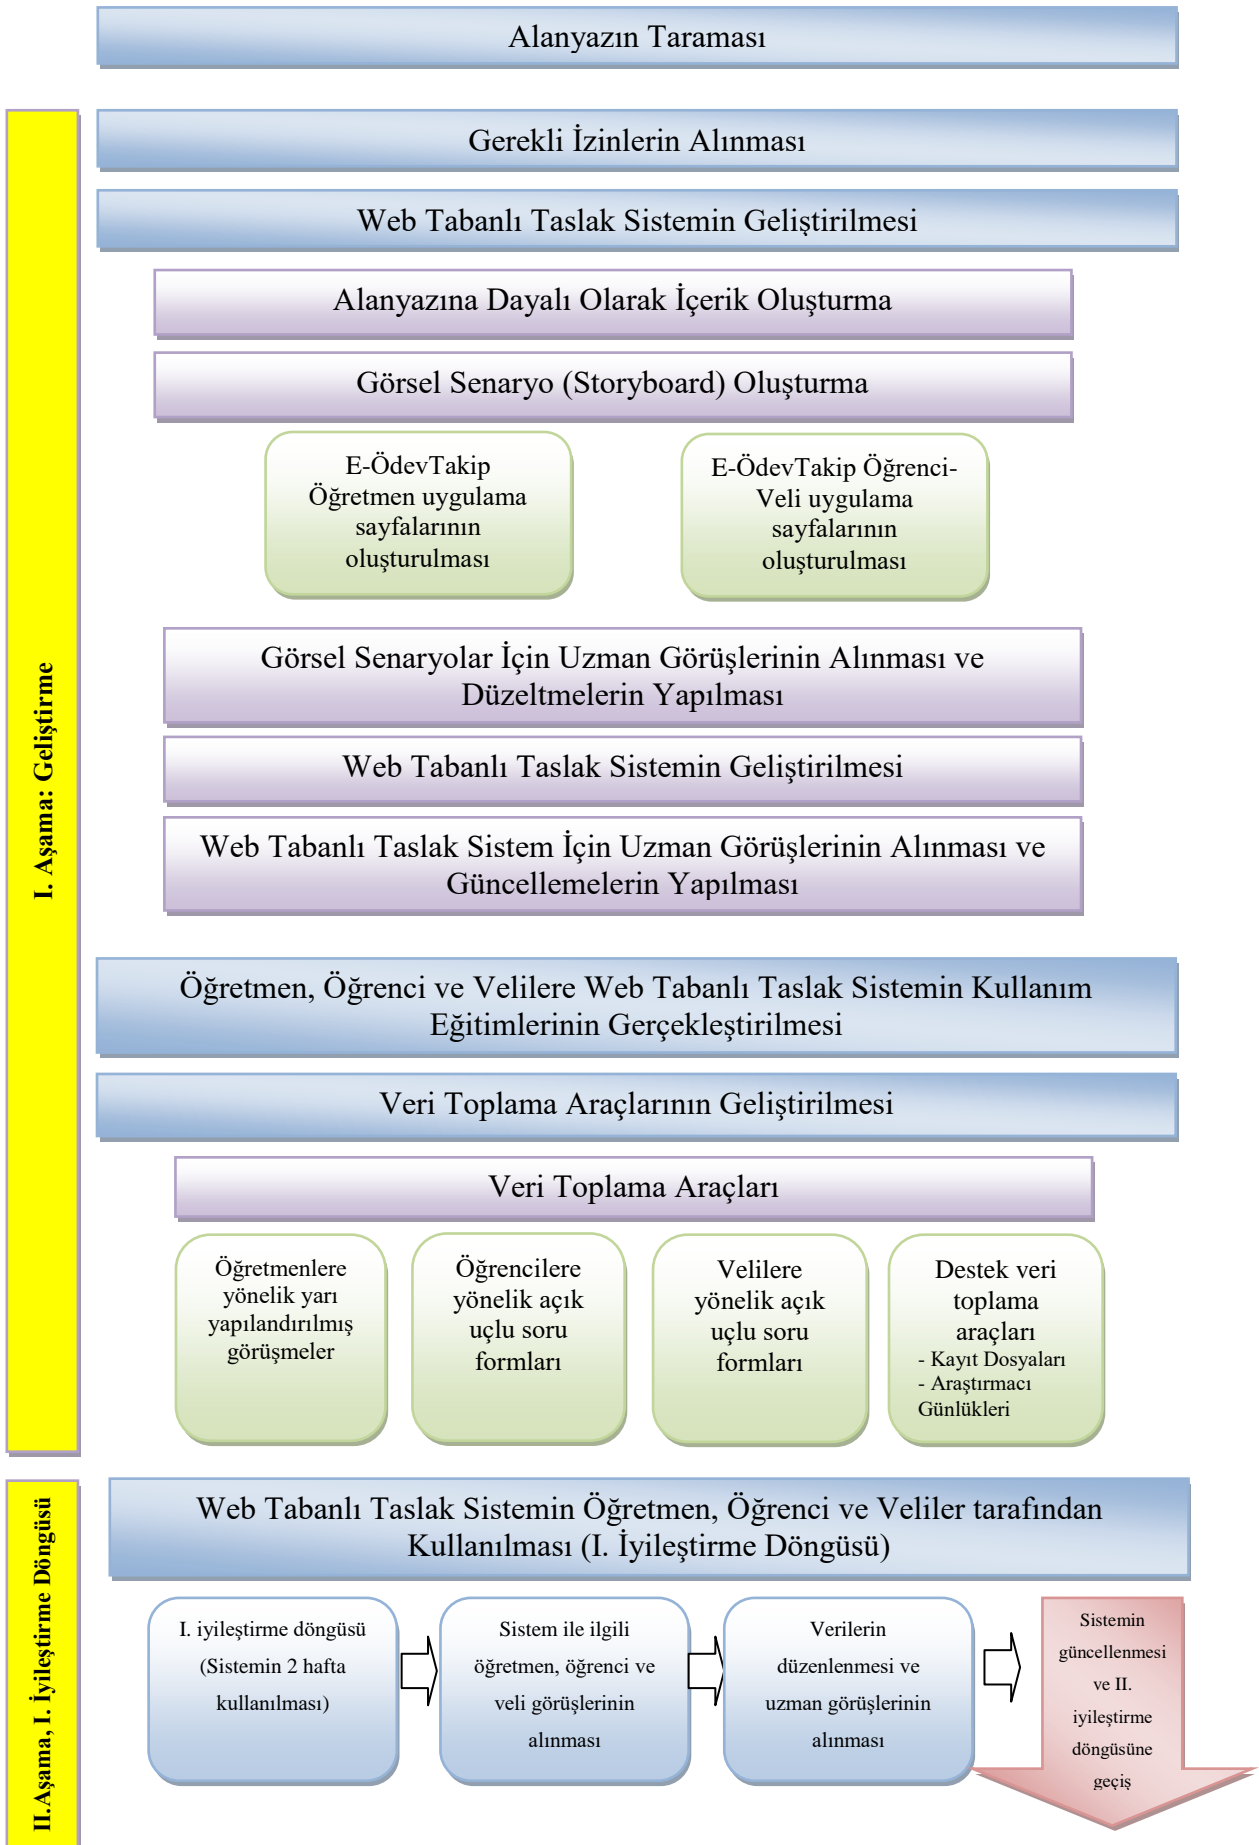 Alanyazın Taraması
I. Aşama: Geliştirme
Gerekli İzinlerin Alınması
Web Tabanlı Taslak Sistemin Geliştirilmesi
Alanyazına Dayalı Olarak İçerik Oluşturma
Görsel Senaryo (Storyboard) Oluşturma
E-ÖdevTakip
Öğretmen uygulama
sayfalarının
oluşturulması
E-ÖdevTakip Öğrenci-
Veli uygulama
sayfalarının
oluşturulması
Görsel Senaryolar İçin Uzman Görüşlerinin Alınması ve
Düzeltmelerin Yapılması
Web Tabanlı Taslak Sistemin Geliştirilmesi
Web Tabanlı Taslak Sistem İçin Uzman Görüşlerinin Alınması ve
Güncellemelerin Yapılması
Öğretmen, Öğrenci ve Velilere Web Tabanlı Taslak Sistemin Kullanım
Eğitimlerinin Gerçekleştirilmesi
Veri Toplama Araçlarının Geliştirilmesi
Veri Toplama Araçları
Öğretmenlere
yönelik yarı
yapılandırılmış
görüşmeler
Öğrencilere
yönelik açık
uçlu soru
formları
Velilere
yönelik açık
uçlu soru
formları
Destek veri
toplama
araçları
- Kayıt Dosyaları
- Araştırmacı
Günlükleri
II.Aşama, I. İyileştirme Döngüsü
Web Tabanlı Taslak Sistemin Öğretmen, Öğrenci ve Veliler tarafından
Kullanılması (I. İyileştirme Döngüsü)
I. iyileştirme döngüsü
(Sistemin 2 hafta
kullanılması)
Sistem ile ilgili
öğretmen, öğrenci ve
veli görüşlerinin
alınması
Verilerin
düzenlenmesi ve
uzman görüşlerinin
alınması
Sistemin
güncellenmesi
ve II.
iyileştirme
döngüsüne
geçiş